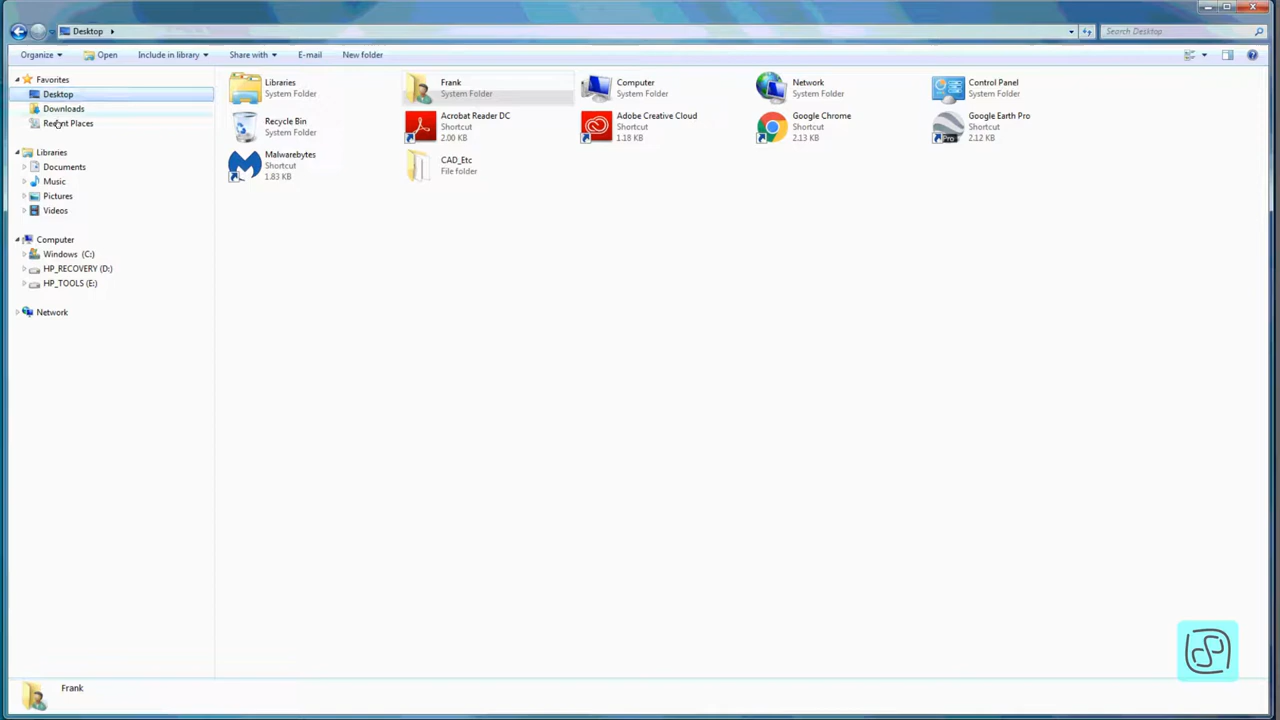 Desktop
Search Desktop
Organize Open Include in library Share with E-mail New folder
Favorites
Desktop
Downloads
Recent Places
Libraries
Documents
Music
Pictures
Videos
Computer
Windows (C:)
HP_RECOVERY (D:)
HP_TOOLS (E:)
Network
Libraries
System Folder
Frank
System Folder
Computer
System Folder
Network
System Folder
Control Panel
System Folder
Recycle Bin
System Folder
Acrobat Reader DC
Shortcut
2.00 KB
Adobe Creative Cloud
Shortcut
1.18 KB
Google Chrome
Shortcut
2.13 KB
Google Earth Pro
Shortcut
2.12 KB
Pro
Malwarebytes
Shortcut
1.83 KB
CAD_Etc
File folder
Frank